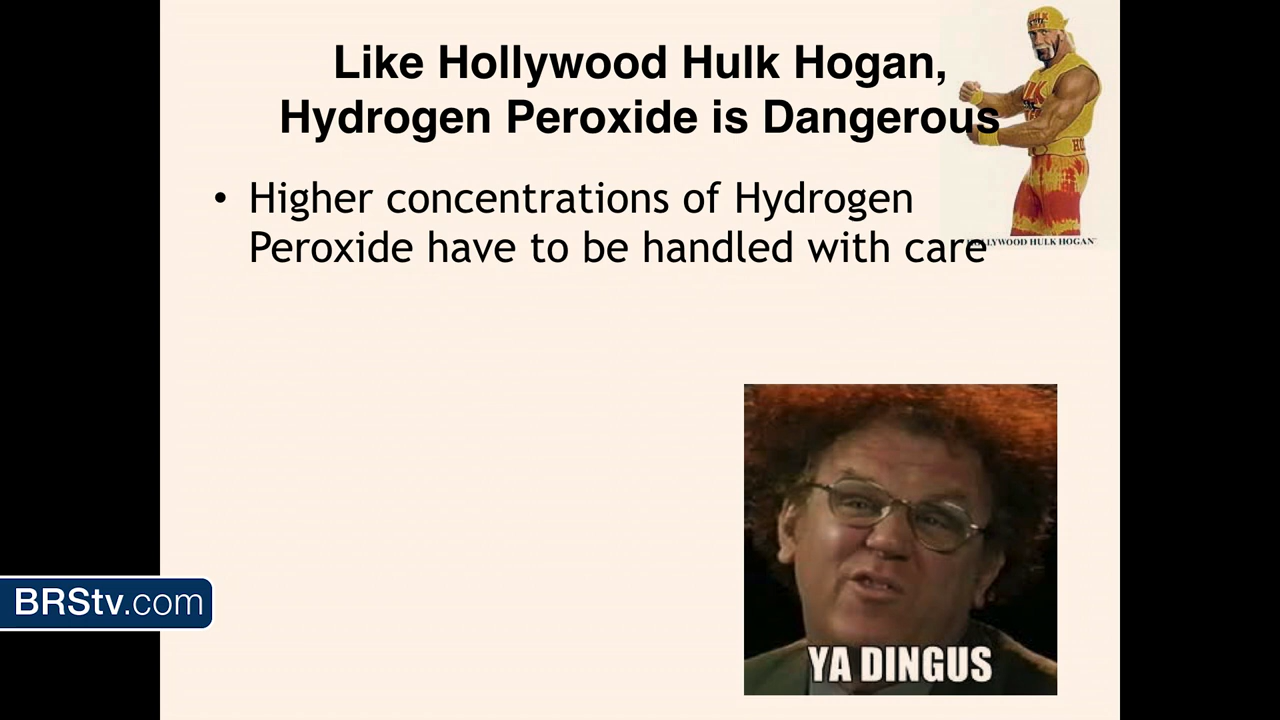 Like Hollywood Hulk Hogan,
Hydrogen Peroxide is Dangerous
• Higher concentrations of Hydrogen
Peroxide have to be handled with care
HOLLYWOOD HULK HOGAN™
BRStv.com
YA DINGUS